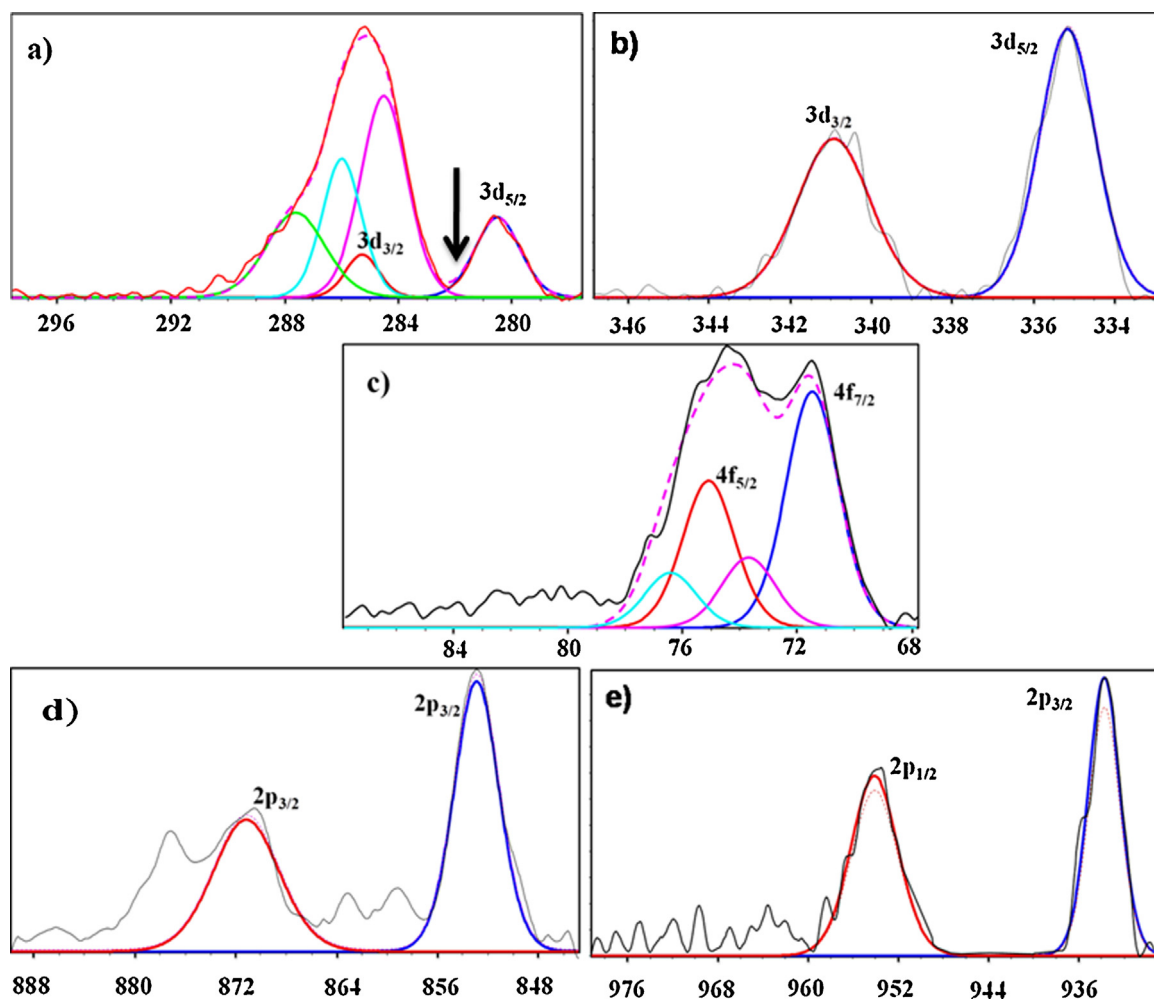 a)
3d5/2
3d3/2
296 292 288 284 280
b)
3d5/2
3d3/2
346 344 342 340 338 336 334
c)
4f7/2
4f5/2
84 80 76 72 68
d)
2p3/2
2p3/2
888 880 872 864 856 848
e)
2p3/2
2p1/2
976 968 960 952 944 936